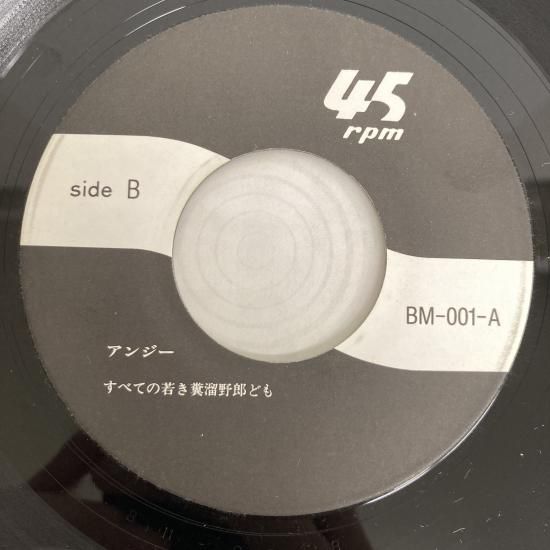 45
rpm
side B
BM-001-A
アンジー
すべての若き糞溜野郎ども